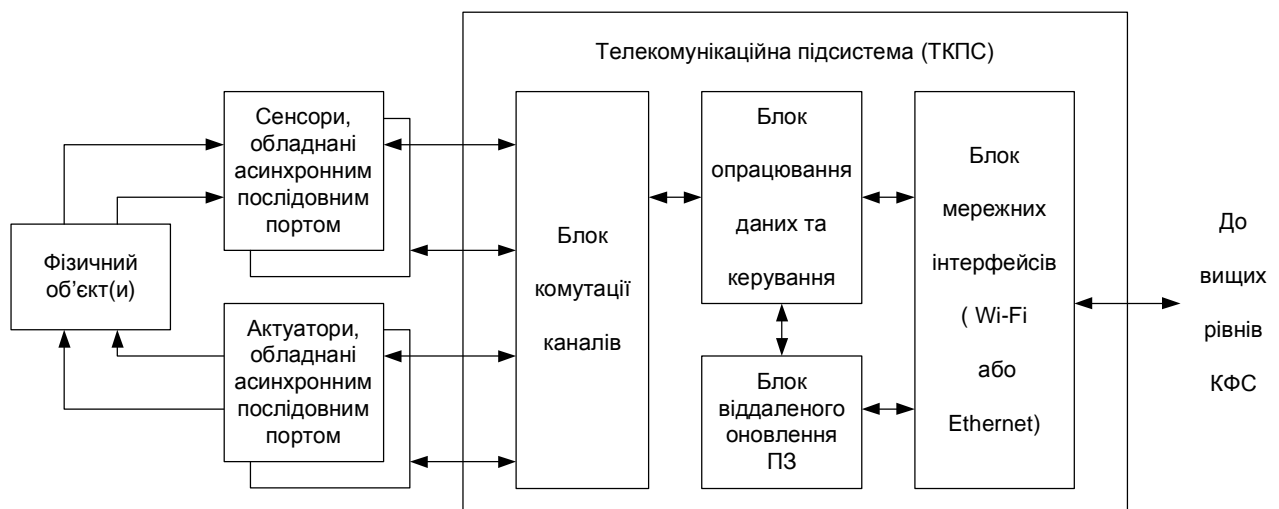 Телекомунікаційна підсистема (ТКПС)
Сенсори,
обладнані
асинхронним
послідовним
портом
Фізичний
об’єкт(и)
Актуатори,
обладнані
асинхронним
послідовним
портом
Блок
комутації
каналів
Блок
опрацювання
даних та
керування
Блок
віддаленого
оновлення
ПЗ
Блок
мережних
інтерфейсів
( Wi-Fi
або
Ethernet)
До
вищих
рівнів
КФС